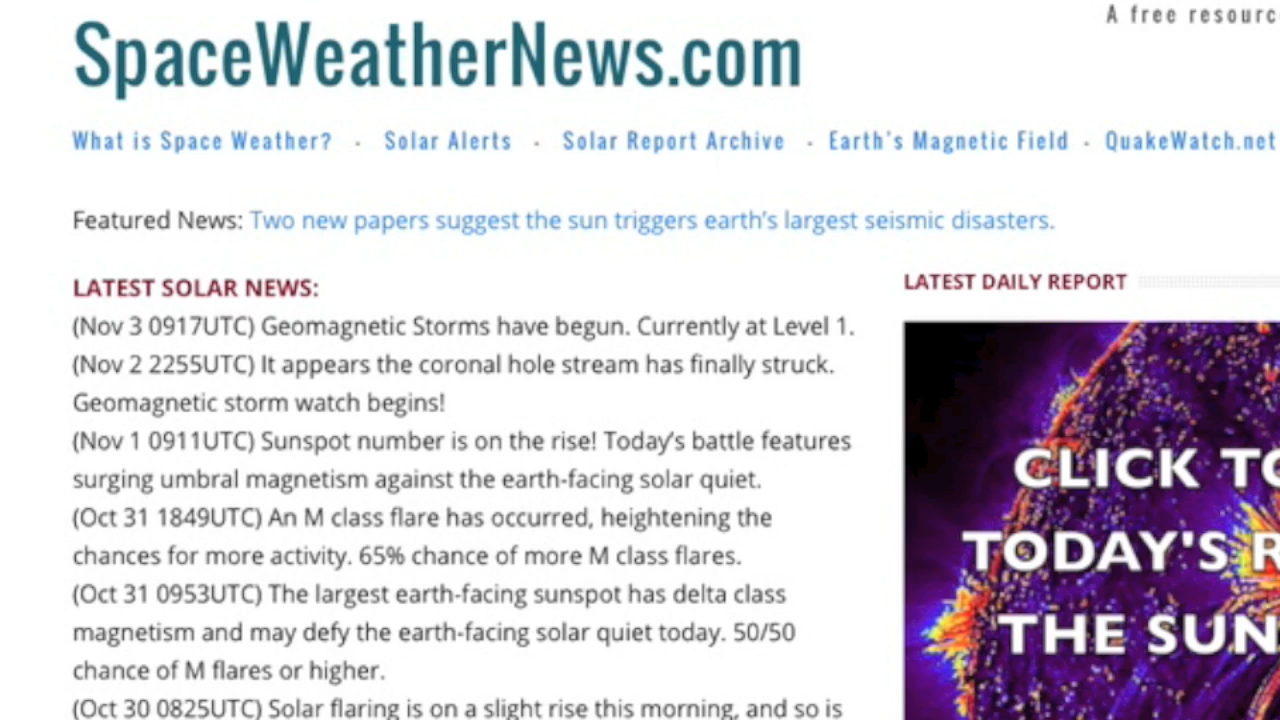 A free resourc
SpaceWeatherNews.com
What is Space Weather? - Solar Alerts - Solar Report Archive - Earth's Magnetic Field - QuakeWatch.net
Featured News: Two new papers suggest the sun triggers earth's largest seismic disasters.
LATEST SOLAR NEWS:
(Nov 3 0917UTC) Geomagnetic Storms have begun. Currently at Level 1.
(Nov 2 2255UTC) It appears the coronal hole stream has finally struck.
Geomagnetic storm watch begins!
(Nov 1 0911UTC) Sunspot number is on the rise! Today's battle features
surging umbral magnetism against the earth-facing solar quiet.
(Oct 31 1849UTC) An M class flare has occurred, heightening the
chances for more activity. 65% chance of more M class flares.
(Oct 31 0953UTC) The largest earth-facing sunspot has delta class
magnetism and may defy the earth-facing solar quiet today. 50/50
chance of M flares or higher.
(Oct 30 0825UTC) Solar flaring is on a slight rise this morning, and so is
LATEST DAILY REPORT
CLICK TO
TODAY'S R
THE SUN